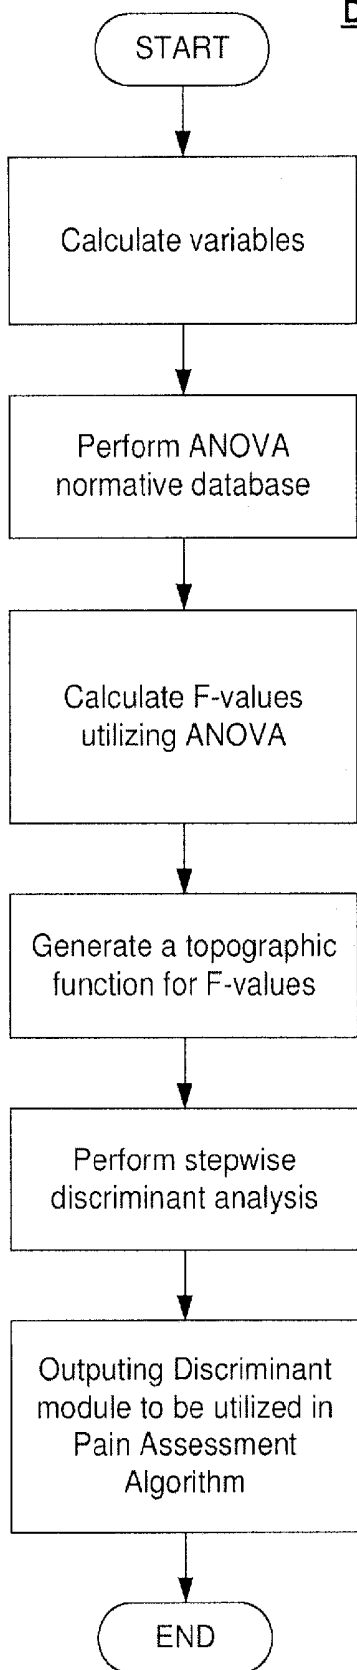 START
Calculate variables
Perform ANOVA
normative database
Calculate F-values
utilizing ANOVA
Generate a topographic
function for F-values
Perform stepwise
discriminant analysis
Outputing Discriminant
module to be utilized in
Pain Assessment
Algorithm
END